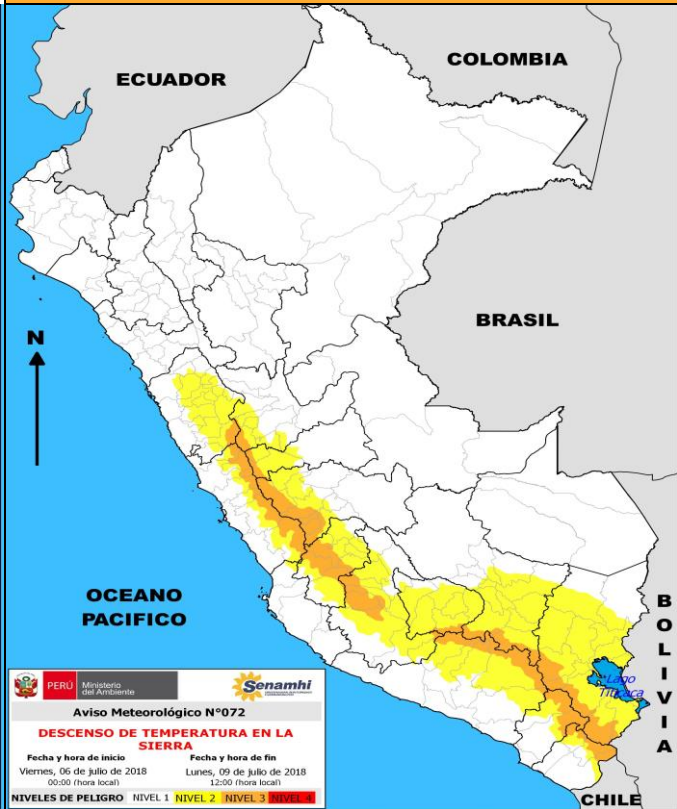 COLOMBIA
ECUADOR
BRASIL
N
OCEANO
PACIFICO
BOLIVIA
Lago
Titicaca
CHILE
PERÚ Ministerio
del Ambiente
Senamhi
Aviso Meteorológico N°072
DESCENSO DE TEMPERATURA EN LA
SIERRA
Fecha y hora de inicio Fecha y hora de fin
Viernes, 06 de julio de 2018 Lunes, 09 de julio de 2018
00:00 (hora local) 12:00 (hora local)
NIVELES DE PELIGRO NIVEL 1 NIVEL 2 NIVEL 3 NIVEL 4